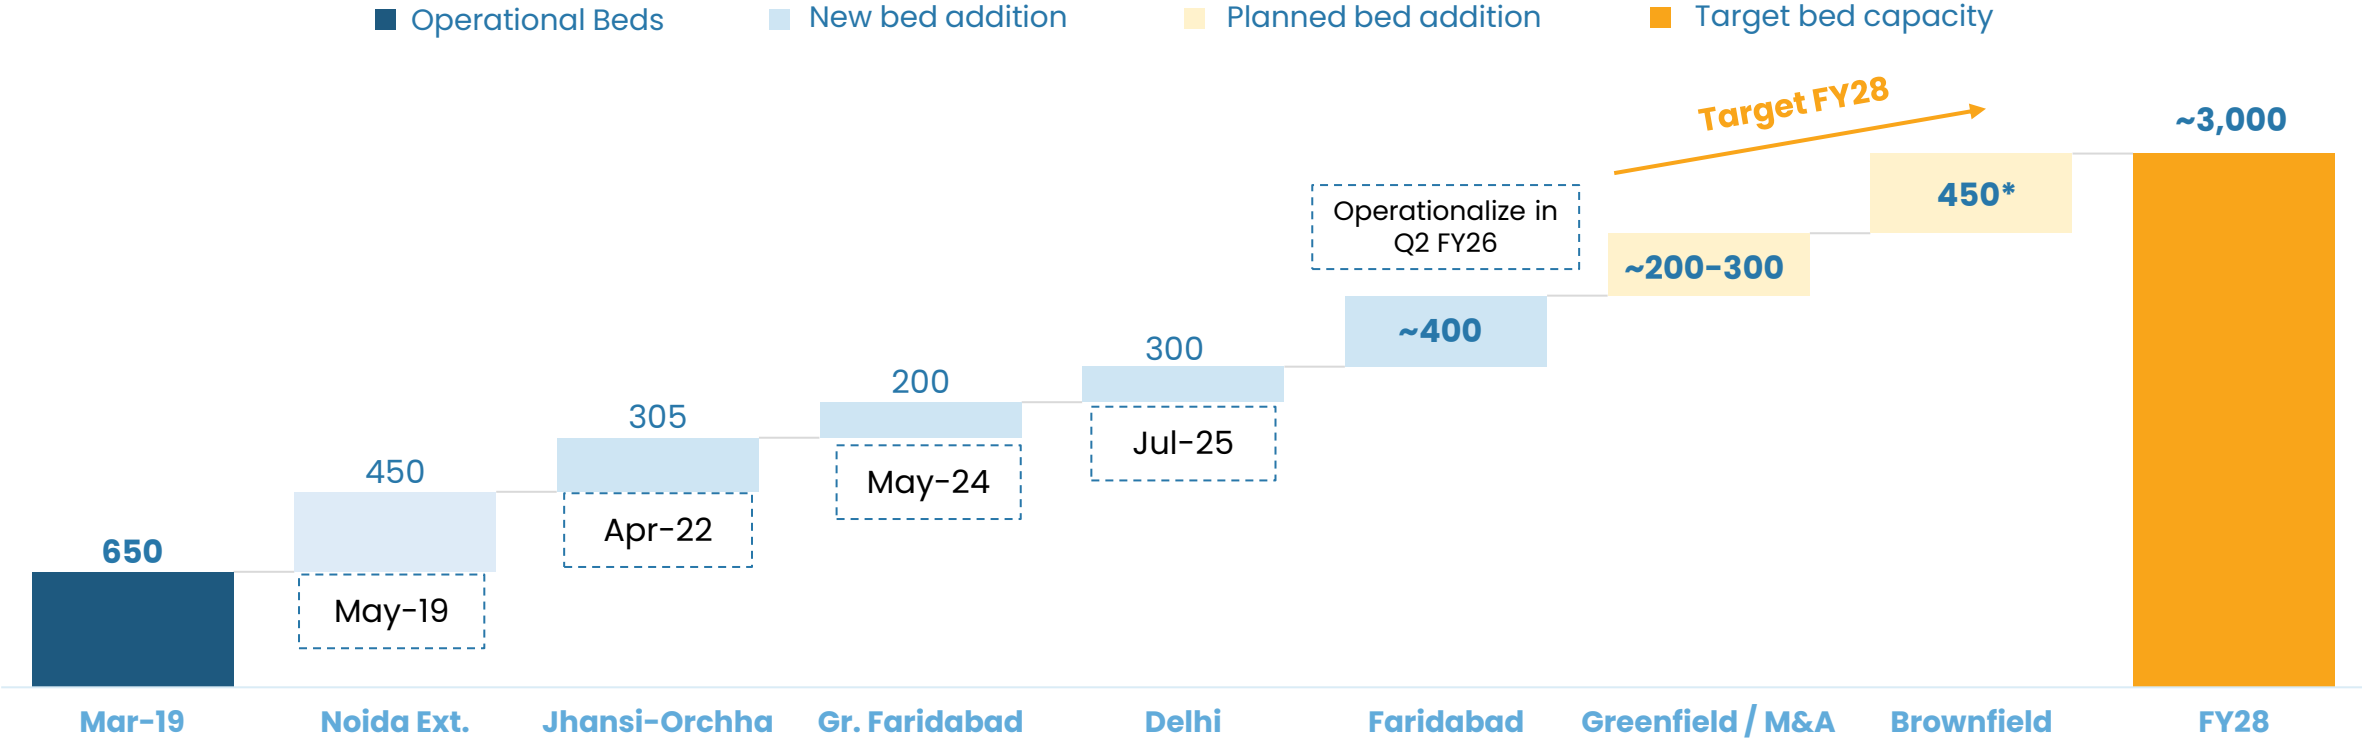 Operational Beds
New bed addition
Planned bed addition
Target bed capacity
Target FY28
~3,000
450*
Operationalize in
Q2 FY26
~200-300
~400
300
200
305
450
650
Jul-25
May-24
Apr-22
May-19
Mar-19
Noida Ext.
Jhansi-Orchha
Gr. Faridabad
Delhi
Faridabad
Greenfield / M&A
Brownfield
FY28